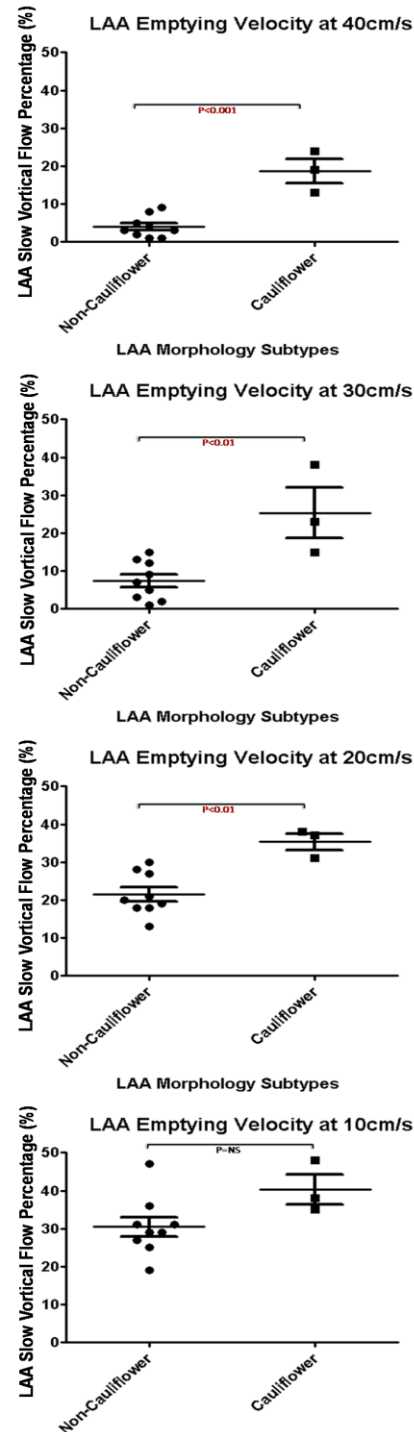 LAA Emptying Velocity at 40cm/s
LAA Slow Vortical Flow Percentage (%)
50
40
30
20
10
0
P<0.001
Non-Cauliflower
Cauliflower
LAA Morphology Subtypes
LAA Emptying Velocity at 30cm/s
LAA Slow Vortical Flow Percentage (%)
50
40
30
20
10
0
P<0.01
Non-Cauliflower
Cauliflower
LAA Morphology Subtypes
LAA Emptying Velocity at 20cm/s
LAA Slow Vortical Flow Percentage (%)
50
40
30
20
10
0
P<0.01
Non-Cauliflower
Cauliflower
LAA Morphology Subtypes
LAA Emptying Velocity at 10cm/s
LAA Slow Vortical Flow Percentage (%)
50
40
30
20
10
0
P=NS
Non-Cauliflower
Cauliflower